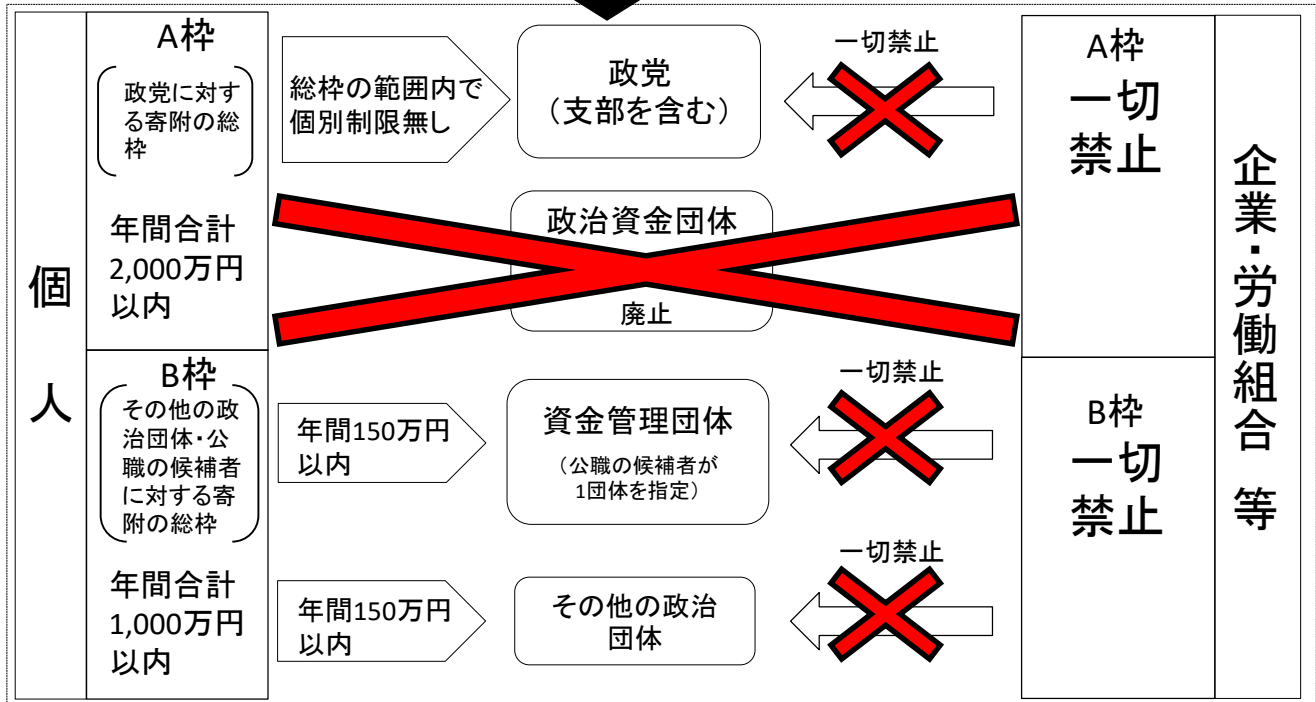 個人
A枠
政党に対す
る寄附の総
枠
年間合計
2,000万円
以内
総枠の範囲内で
個別制限無し
政党
（支部を含む）
一切禁止
A枠
一切
禁止
企業・労働組合 等
政治資金団体
廃止
B枠
その他の政
治団体・公
職の候補者
に対する寄
附の総枠
年間合計
1,000万円
以内
年間150万円
以内
資金管理団体
（公職の候補者が
1団体を指定）
一切禁止
B枠
一切
禁止
年間150万円
以内
その他の政治
団体
一切禁止